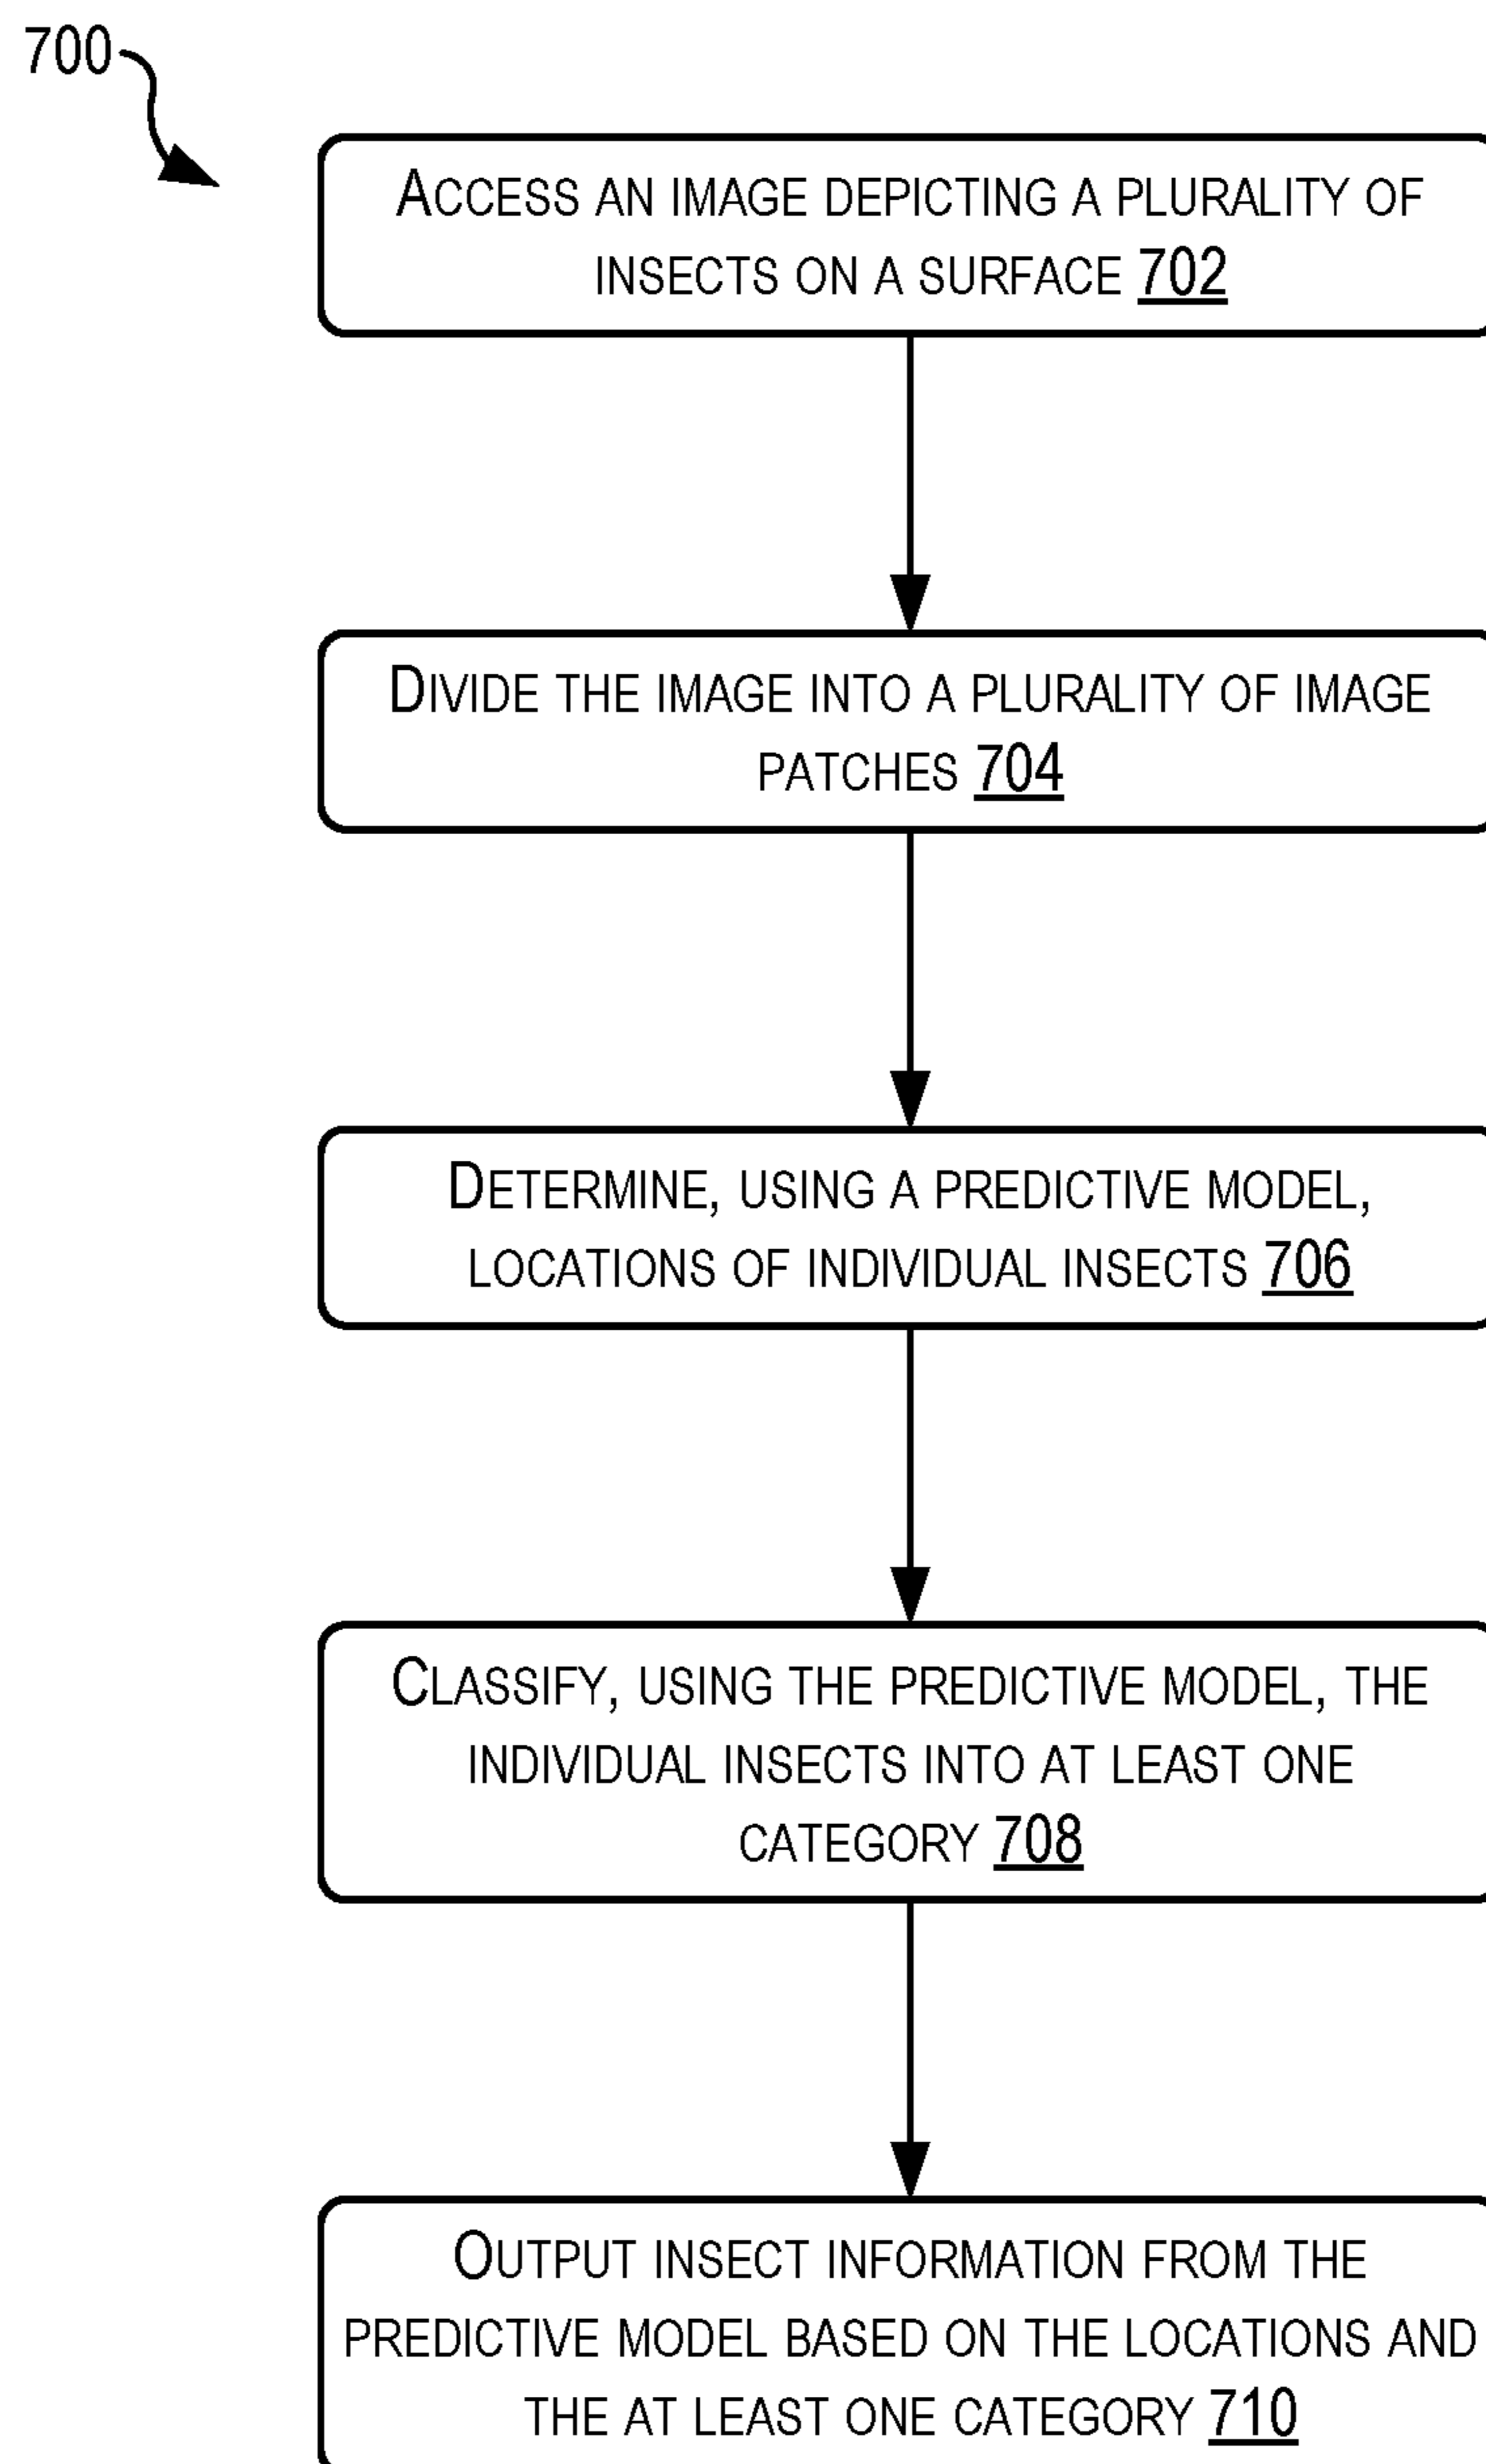 700
ACCESS AN IMAGE DEPICTING A PLURALITY OF
INSECTS ON A SURFACE 702
DIVIDE THE IMAGE INTO A PLURALITY OF IMAGE
PATCHES 704
DETERMINE, USING A PREDICTIVE MODEL,
LOCATIONS OF INDIVIDUAL INSECTS 706
CLASSIFY, USING THE PREDICTIVE MODEL, THE
INDIVIDUAL INSECTS INTO AT LEAST ONE
CATEGORY 708
OUTPUT INSECT INFORMATION FROM THE
PREDICTIVE MODEL BASED ON THE LOCATIONS AND
THE AT LEAST ONE CATEGORY 710